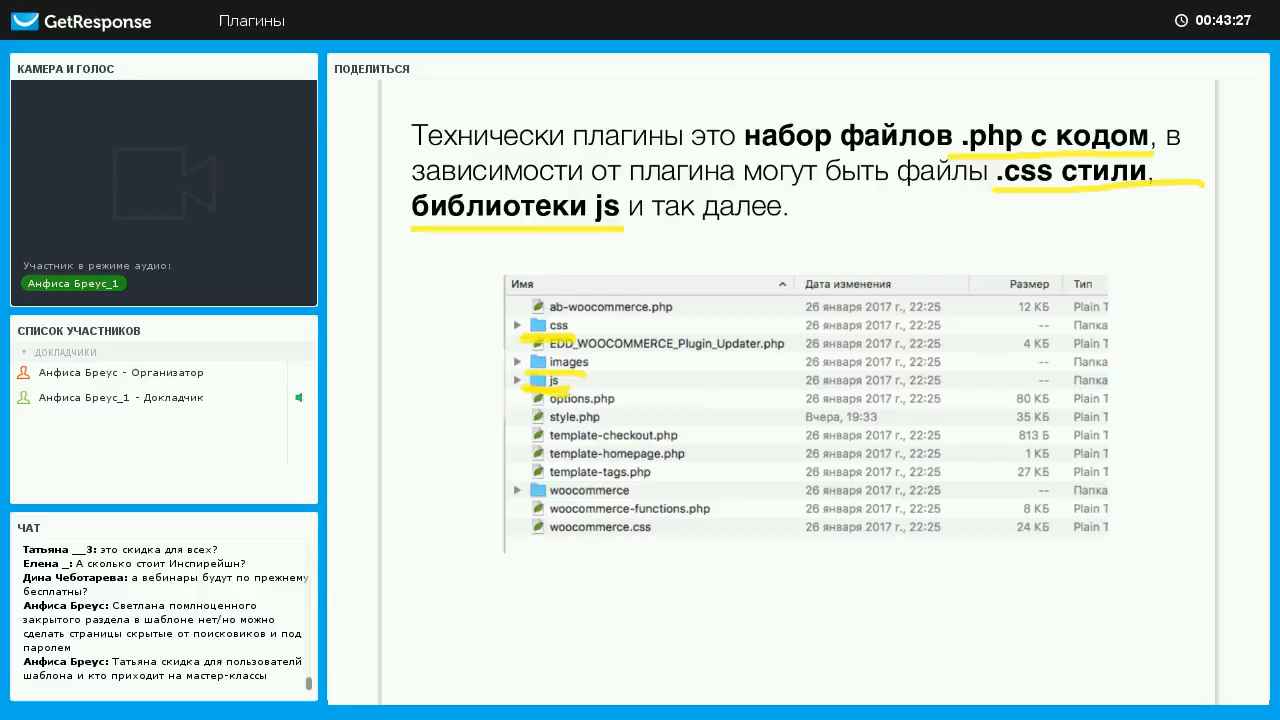 GetResponse
Плагины
00:43:27
КАМЕРА И ГОЛОС
Участник в режиме аудио:
Анфиса Бреус_1
СПИСОК УЧАСТНИКОВ
ДОКЛАДЧИКИ
Анфиса Бреус - Организатор
Анфиса Бреус_1 - Докладчик
ЧАТ
Татьяна __3: это скидка для всех?
Елена _: А сколько стоит Инспирейшн?
Дина Чеботарева: а вебинары будут по прежнему
бесплатны?
Анфиса Бреус: Светлана помлноценного
закрытого раздела в шаблоне нет/но можно
сделать страницы скрытые от поисковиков и под
паролем
Анфиса Бреус: Татьяна скидка для пользователй
шаблона и кто приходит на мастер-классы
ПОДЕЛИТЬСЯ
Технически плагины это набор файлов .php с кодом, в
зависимости от плагина могут быть файлы .css стили,
библиотеки js и так далее.
Имя Дата изменения Размер Тип
ab-woocommerce.php 26 января 2017 г., 22:25 12 КБ Plain T
css 26 января 2017 г., 22:25 -- Папка
EDD_WOOCOMMERCE_Plugin_Updater.php 26 января 2017 г., 22:25 4 КБ Plain T
images 26 января 2017 г., 22:25 -- Папка
js 26 января 2017 г., 22:25 -- Папка
options.php 26 января 2017 г., 22:25 80 КБ Plain T
style.php Вчера, 19:33 35 КБ Plain T
template-checkout.php 26 января 2017 г., 22:25 813 Б Plain T
template-homepage.php 26 января 2017 г., 22:25 1 КБ Plain T
template-tags.php 26 января 2017 г., 22:25 27 КБ Plain T
woocommerce 26 января 2017 г., 22:25 -- Папка
woocommerce-functions.php 26 января 2017 г., 22:25 8 КБ Plain T
woocommerce.css 26 января 2017 г., 22:25 24 КБ Plain T